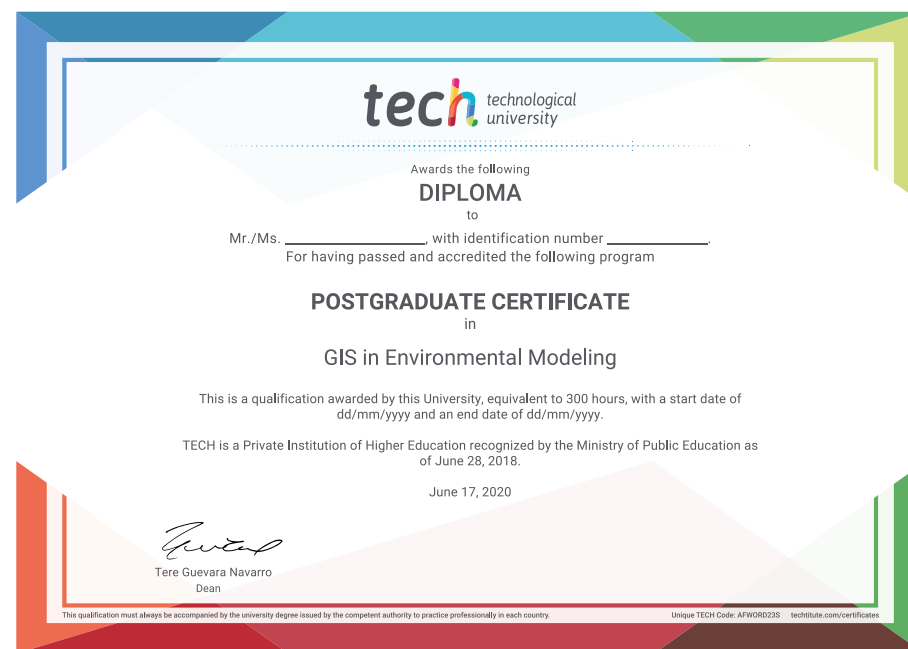 tech technological
university
Awards the following
DIPLOMA
to
Mr./Ms. ____________________, with identification number ______________.
For having passed and accredited the following program
POSTGRADUATE CERTIFICATE
in
GIS in Environmental Modeling
This is a qualification awarded by this University, equivalent to 300 hours, with a start date of
dd/mm/yyyy and an end date of dd/mm/yyyy.
TECH is a Private Institution of Higher Education recognized by the Ministry of Public Education as
of June 28, 2018.
June 17, 2020
Tere Guevara Navarro
Dean
This qualification must always be accompanied by the university degree issued by the competent authority to practice professionally in each country.
Unique TECH Code: AFWORD23S techtitute.com/certificates